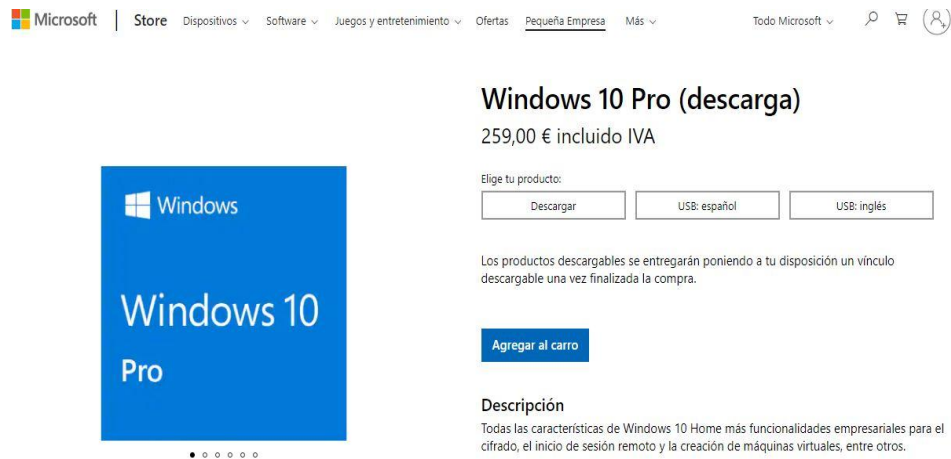 Microsoft Store Dispositivos Software Juegos y entretenimiento Ofertas Pequeña Empresa Más Todo Microsoft
Windows 10 Pro (descarga)
259,00 € incluido IVA
Elige tu producto:
Descargar USB: español USB: inglés
Los productos descargables se entregarán poniendo a tu disposición un vínculo
descargable una vez finalizada la compra.
Agregar al carro
Descripción
Todas las características de Windows 10 Home más funcionalidades empresariales para el
cifrado, el inicio de sesión remoto y la creación de máquinas virtuales, entre otros.
Windows
Windows 10
Pro